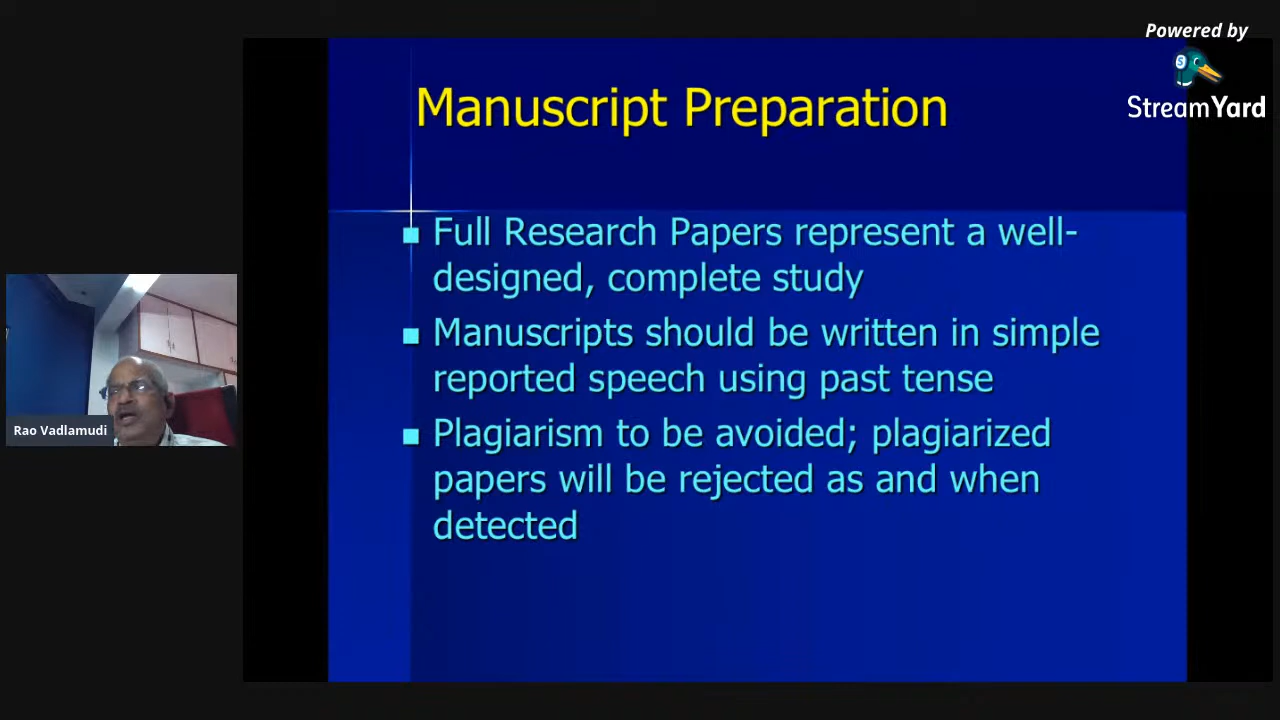 Powered by
StreamYard
Manuscript Preparation
Full Research Papers represent a well-
designed, complete study
Manuscripts should be written in simple
reported speech using past tense
Plagiarism to be avoided; plagiarized
papers will be rejected as and when
detected
Rao Vadlamudi